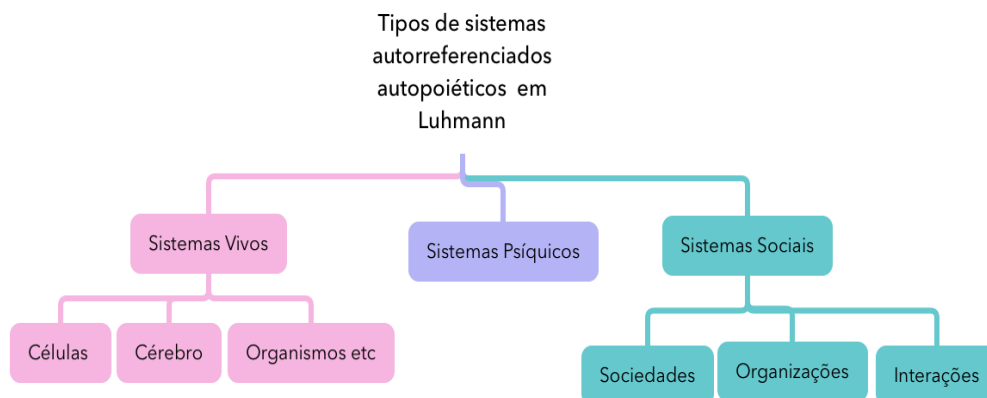 Tipos de sistemas
autorreferenciados
autopoiéticos em
Luhmann
Sistemas Vivos
Sistemas Psíquicos
Sistemas Sociais
Células
Cérebro
Organismos etc
Sociedades
Organizações
Interações